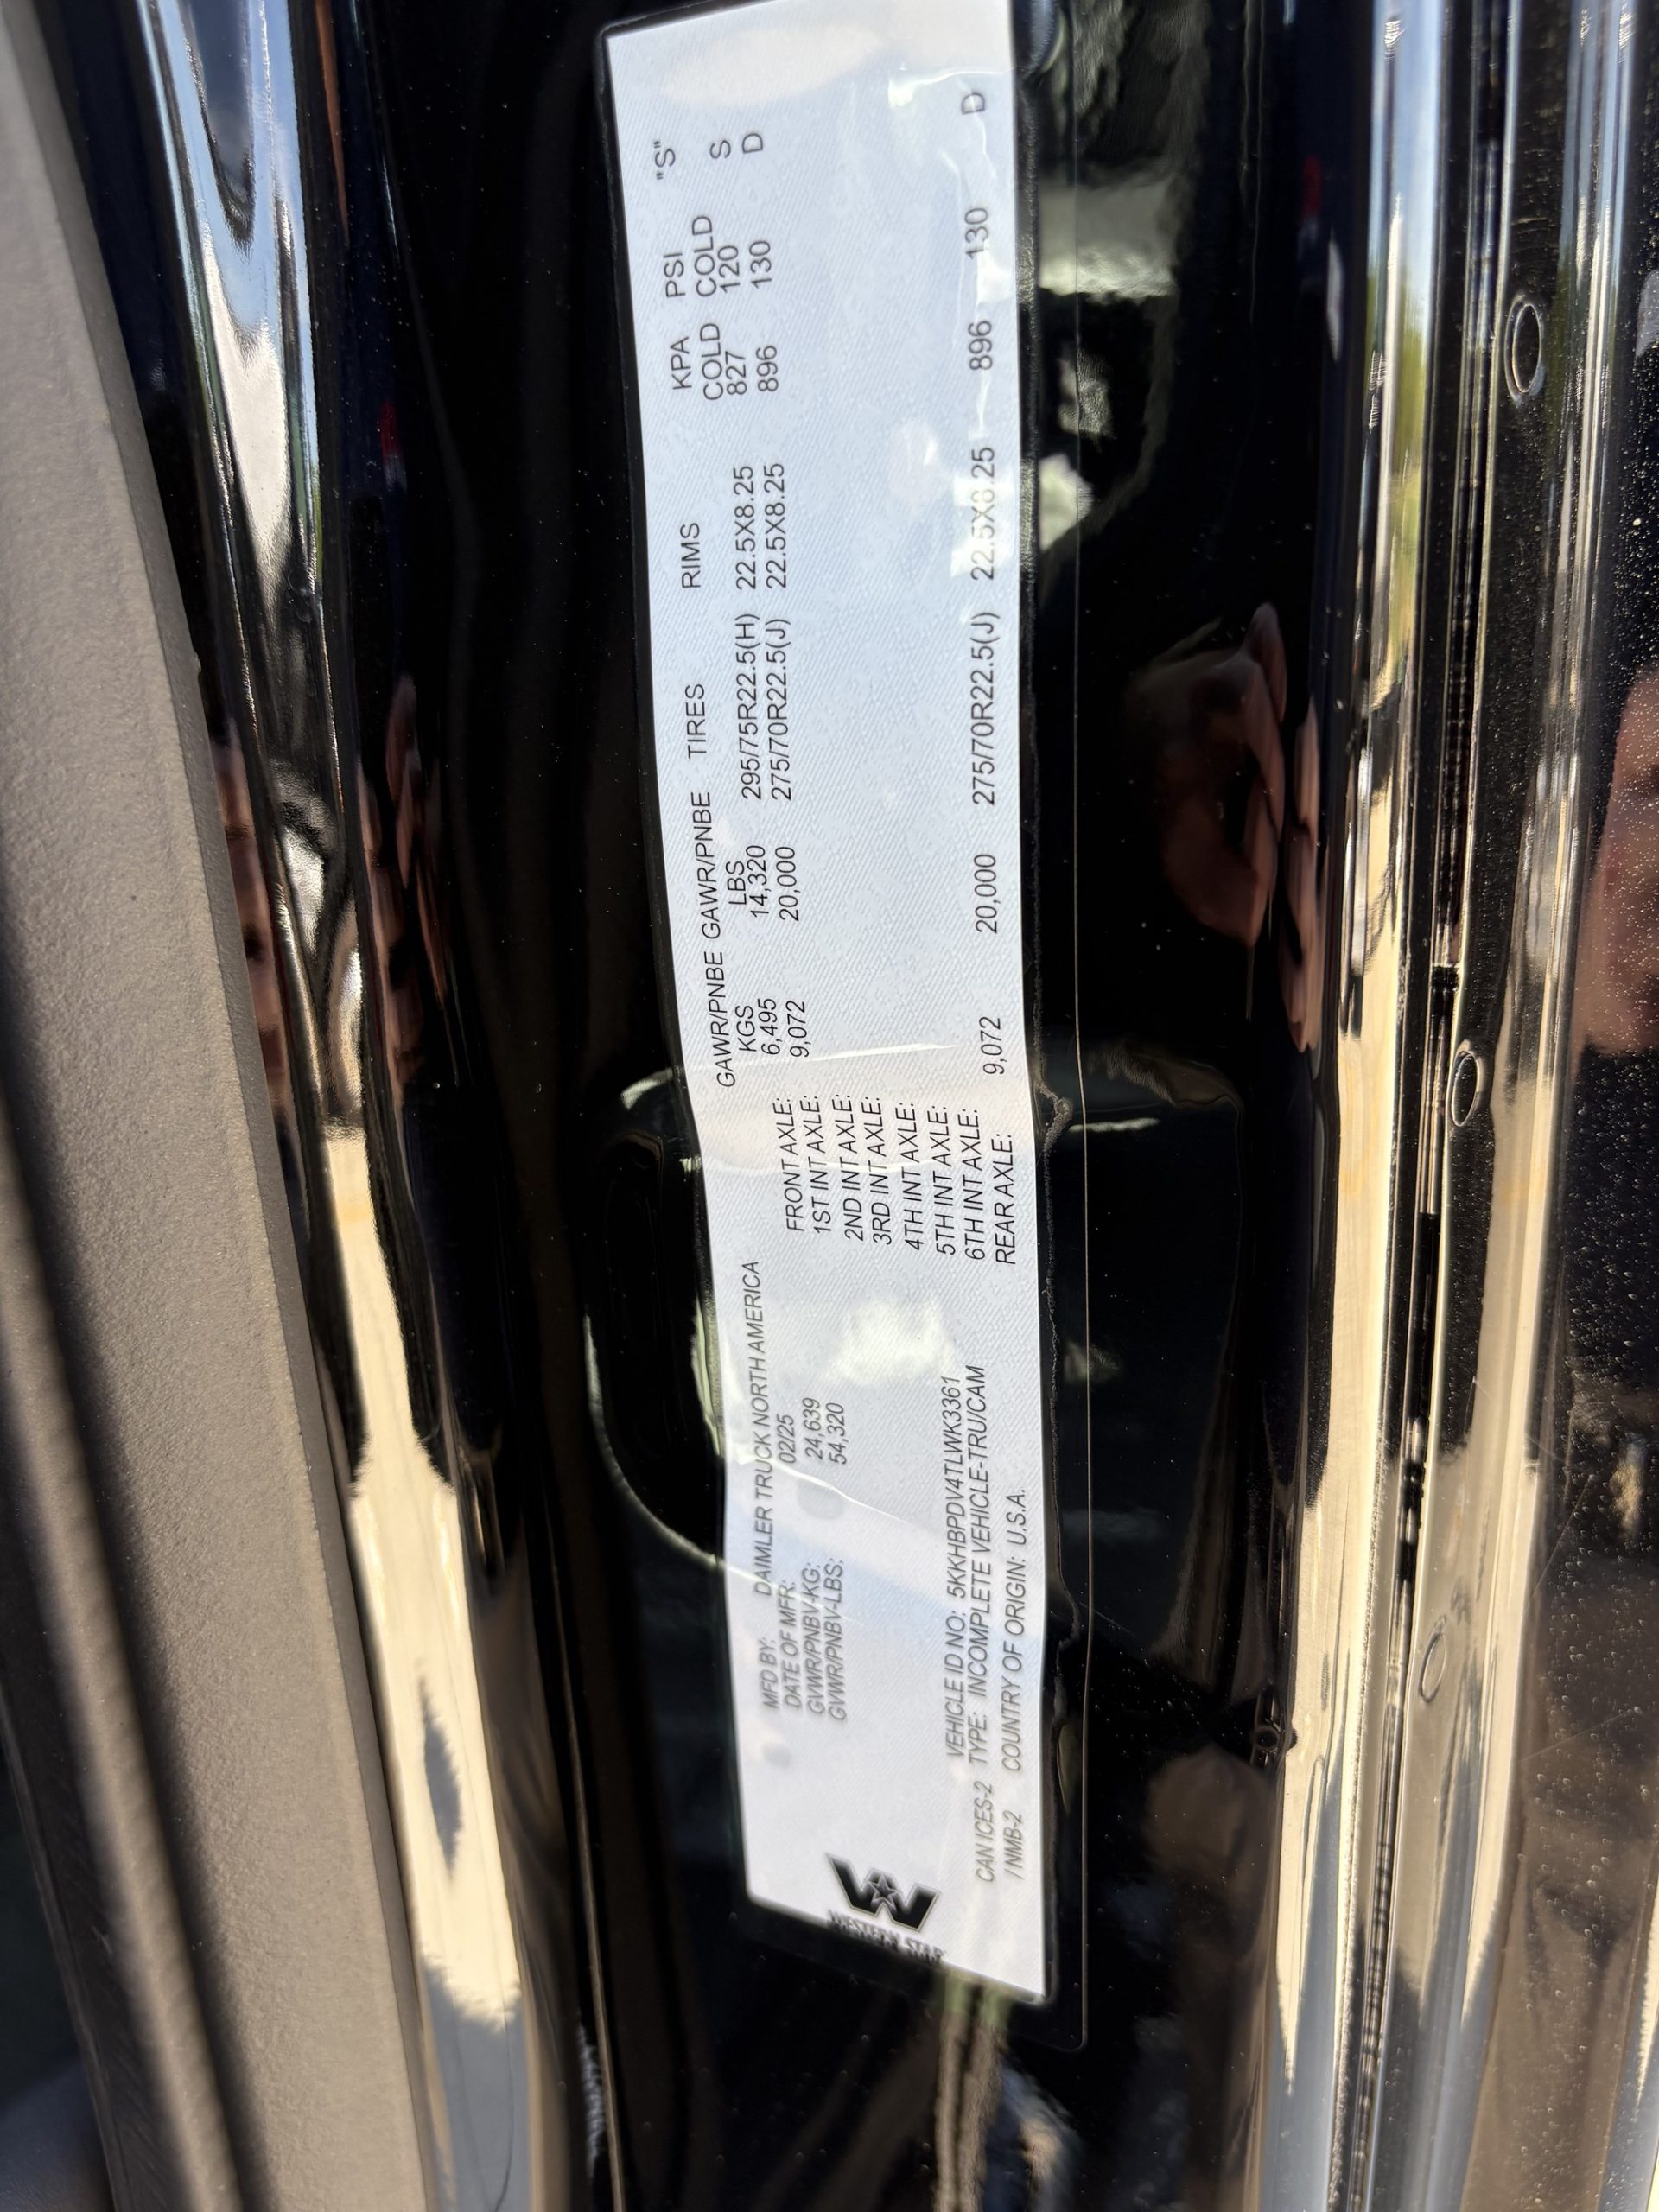 WESTERN STAR
MFD BY: DAIMLER TRUCK NORTH AMERICA
DATE OF MFR: 02/25
GVWR/PNBV-KG: 24,639
GVWR/PNBV-LBS: 54,320
VEHICLE ID NO: 5KKHBPDV4TLWK3361
CAN ICES-2 TYPE: INCOMPLETE VEHICLE-TRU/CAM
/ NMB-2 COUNTRY OF ORIGIN: U.S.A.
GAWR/PNBE GAWR/PNBE TIRES RIMS KPA PSI "S"
KGS LBS COLD COLD
FRONT AXLE: 6,495 14,320 295/75R22.5(H) 22.5X8.25 827 120 S
1ST INT AXLE: 9,072 20,000 275/70R22.5(J) 22.5X8.25 896 130 D
2ND INT AXLE:
3RD INT AXLE:
4TH INT AXLE:
5TH INT AXLE:
6TH INT AXLE:
REAR AXLE: 9,072 20,000 275/70R22.5(J) 22.5X8.25 896 130 D